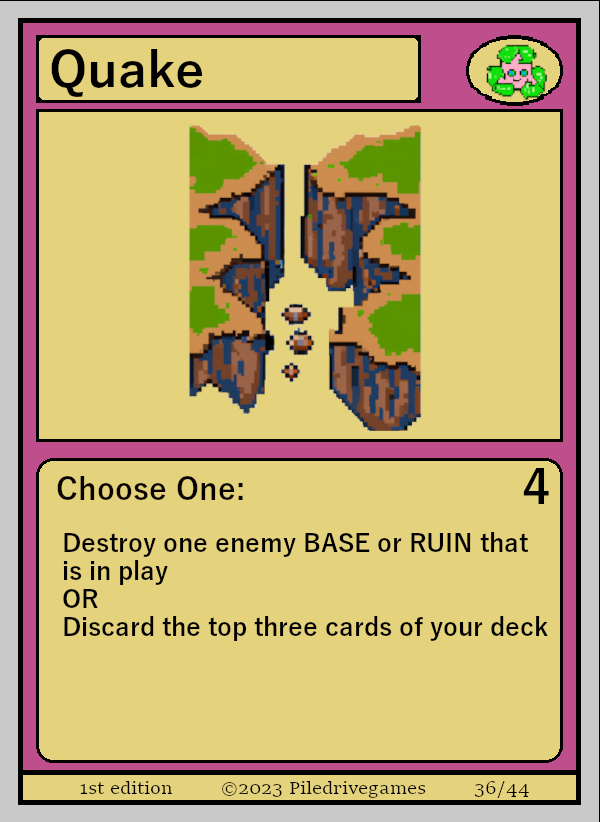 Quake
Choose One:
4
Destroy one enemy BASE or RUIN that
is in play
OR
Discard the top three cards of your deck
1st edition ©2023 Piledrivegames 36/44